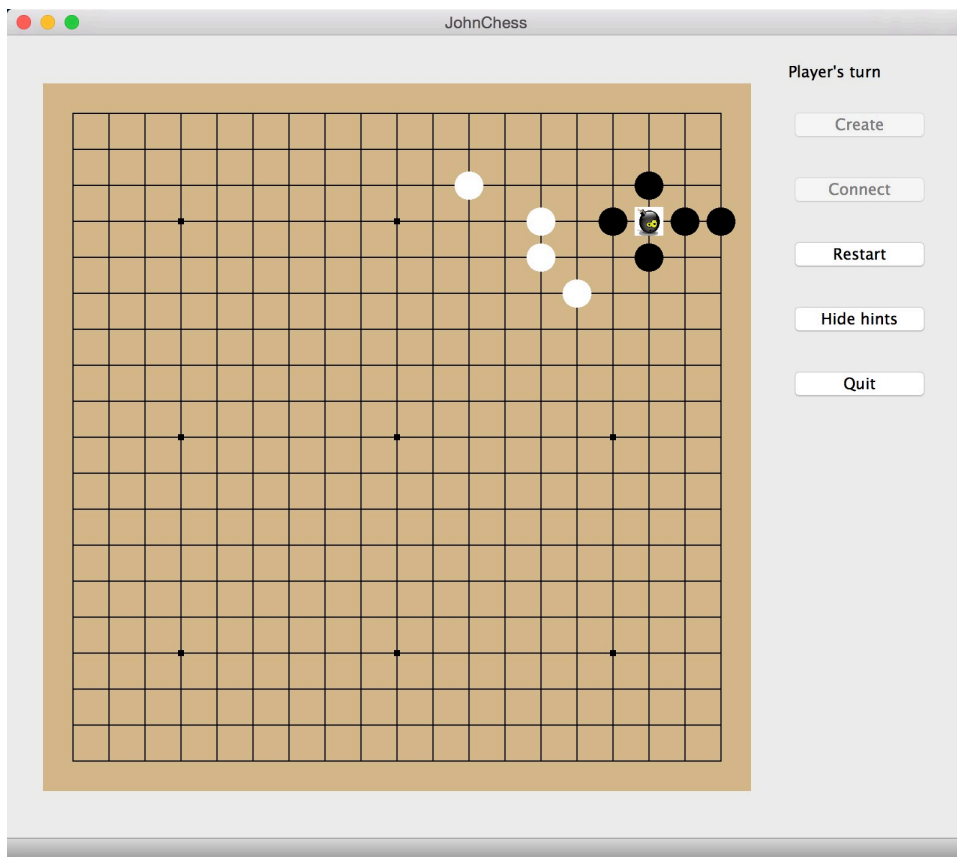 JohnChess
Player's turn
Create
Connect
Restart
Hide hints
Quit